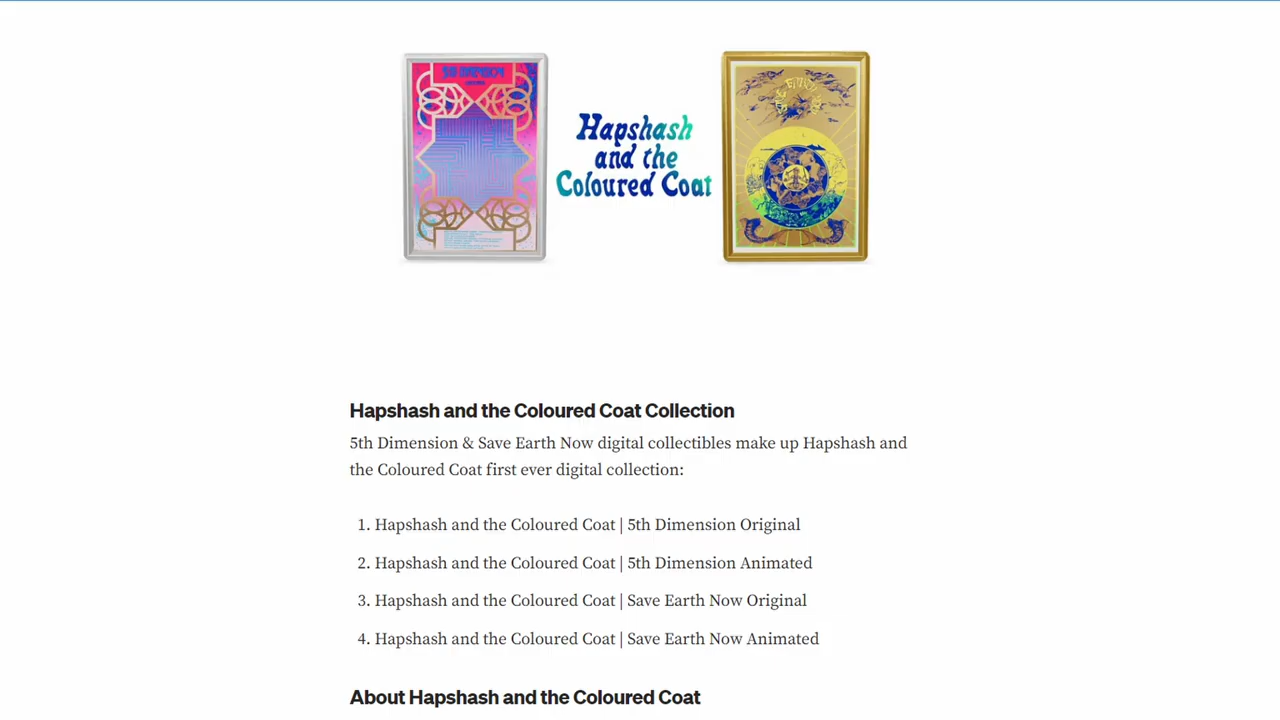 Hapshash
and the
Coloured Coat
Hapshash and the Coloured Coat Collection
5th Dimension & Save Earth Now digital collectibles make up Hapshash and
the Coloured Coat first ever digital collection:
1. Hapshash and the Coloured Coat | 5th Dimension Original
2. Hapshash and the Coloured Coat | 5th Dimension Animated
3. Hapshash and the Coloured Coat | Save Earth Now Original
4. Hapshash and the Coloured Coat | Save Earth Now Animated
About Hapshash and the Coloured Coat